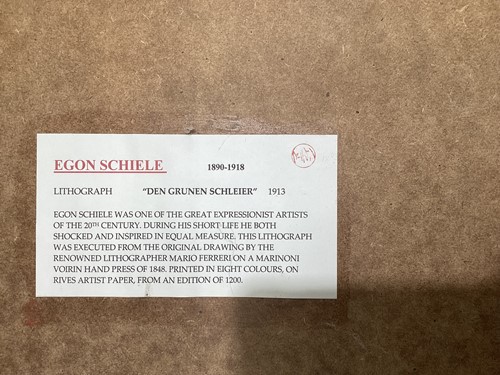 EGON SCHIELE 1890-1918
LITHOGRAPH "DEN GRUNEN SCHLEIER" 1913
EGON SCHIELE WAS ONE OF THE GREAT EXPRESSIONIST ARTISTS
OF THE 20TH CENTURY. DURING HIS SHORT LIFE HE BOTH
SHOCKED AND INSPIRED IN EQUAL MEASURE. THIS LITHOGRAPH
WAS EXECUTED FROM THE ORIGINAL DRAWING BY THE
RENOWNED LITHOGRAPHER MARIO FERRERI ON A MARINONI
VOIRIN HAND PRESS OF 1848. PRINTED IN EIGHT COLOURS, ON
RIVES ARTIST PAPER, FROM AN EDITION OF 1200.